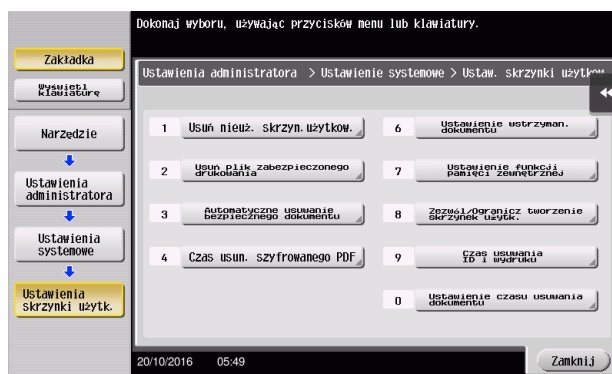 Dokonaj wyboru, używając przycisków menu lub klawiatury.
Zakładka
Wyświetl
klawiaturę
Narzędzie
Ustawienia
administratora
Ustawienia
systemowe
Ustawienia
skrzynki użytk.
Ustawienia administratora > Ustawienie systemowe > Ustaw. skrzynki użytkow.
1 Usuń nieuż. skrzyn.użytkow.
2 Usuń plik zabezpieczonego
drukowania
3 Automatyczne usuwanie
bezpiecznego dokumentu
4 Czas usun. szyfrowanego PDF
6 Ustawienie wstrzyman.
dokumentu
7 Ustawienie funkcji
pamięci zewnętrznej
8 Zezwól/Ogranicz tworzenie
skrzynek użytk.
9 Czas usuwania
ID i wydruku
0 Ustawienie czasu usuwania
dokumentu
20/10/2016 05:49
Zamknij